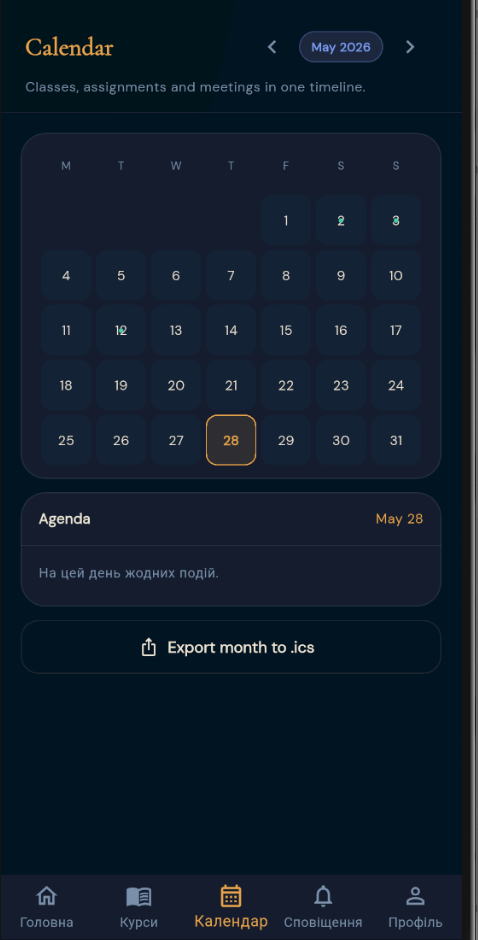 Calendar
May 2026
Classes, assignments and meetings in one timeline.
M T W T F S S
1 2 3
4 5 6 7 8 9 10
11 12 13 14 15 16 17
18 19 20 21 22 23 24
25 26 27 28 29 30 31
Agenda May 28
На цей день жодних подій.
Export month to .ics
Головна Курси Календар Сповіщення Профіль